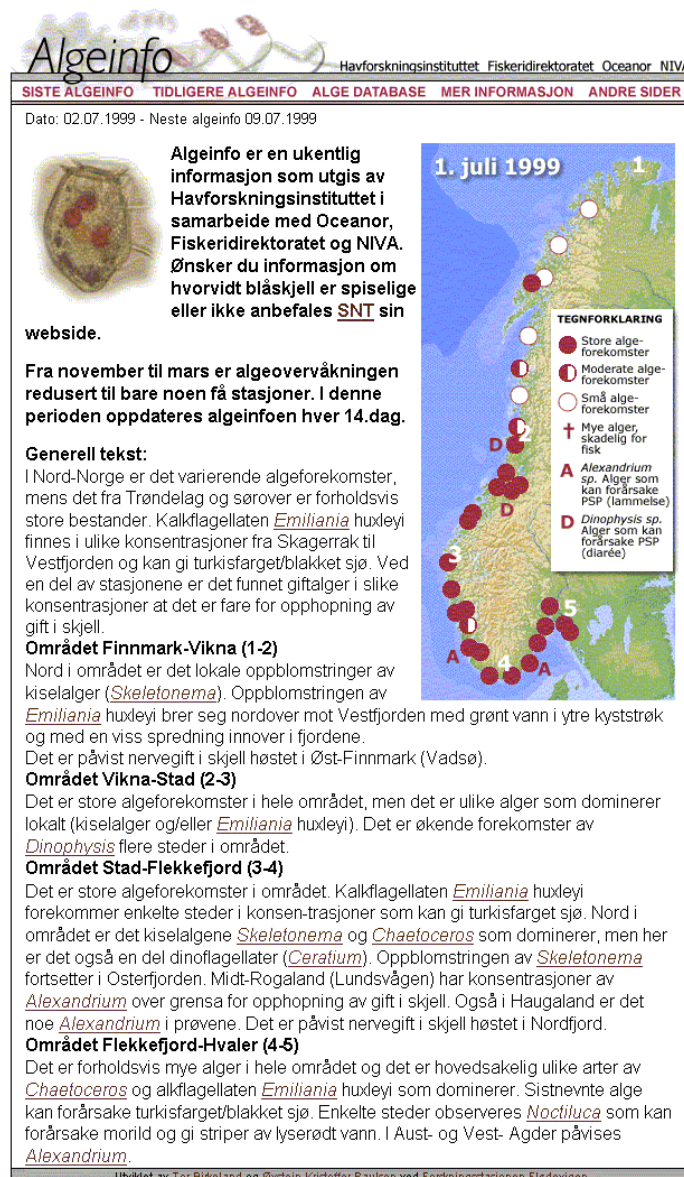 Algeinfo
Havforskningsinstituttet Fiskeridirektoratet Oceanor NIVA
SISTE ALGEINFO TIDLIGERE ALGEINFO ALGE DATABASE MER INFORMASJON ANDRE SIDER
Dato: 02.07.1999 - Neste algeinfo 09.07.1999
Algeinfo er en ukentlig
informasjon som utgis av
Havforskningsinstituttet i
samarbeide med Oceanor,
Fiskeridirektoratet og NIVA.
Ønsker du informasjon om
hvorvidt blåskjell er spiselige
eller ikke anbefales SNT sin
webside.
Fra november til mars er algeovervåkningen
redusert til bare noen få stasjoner. I denne
perioden oppdateres algeinfoen hver 14.dag.
1. juli 1999
1
2
D
D
3
A
4
A
5
TEGNFORKLARING
Store alge-
forekomster
Moderate alge-
forekomster
Små alge-
forekomster
Mye alger,
skadelig for
fisk
A Alexandrium
sp. Alger som
kan forårsake
PSP (lammelse)
D Dinophysis sp.
Alger som kan
forårsake PSP
(diarée)
Generell tekst:
I Nord-Norge er det varierende algeforekomster,
mens det fra Trøndelag og sørover er forholdsvis
store bestander. Kalkflagellaten Emiliania huxleyi
finnes i ulike konsentrasjoner fra Skagerrak til
Vestfjorden og kan gi turkisfarget/blakket sjø. Ved
en del av stasjonene er det funnet giftalger i slike
konsentrasjoner at det er fare for opphopning av
gift i skjell.
Området Finnmark-Vikna (1-2)
Nord i området er det lokale oppblomstringer av
kiselalger (Skeletonema). Oppblomstringen av
Emiliania huxleyi brer seg nordover mot Vestfjorden med grønt vann i ytre kyststrøk
og med en viss spredning innover i fjordene.
Det er påvist nervegift i skjell høstet i Øst-Finnmark (Vadsø).
Området Vikna-Stad (2-3)
Det er store algeforekomster i hele området, men det er ulike alger som dominerer
lokalt (kiselalger og/eller Emiliania huxleyi). Det er økende forekomster av
Dinophysis flere steder i området.
Området Stad-Flekkefjord (3-4)
Det er store algeforekomster i området. Kalkflagellaten Emiliania huxleyi
forekommer enkelte steder i konsen-trasjoner som kan gi turkisfarget sjø. Nord i
området er det kiselalgene Skeletonema og Chaetoceros som dominerer, men her
er det også en del dinoflagellater (Ceratium). Oppblomstringen av Skeletonema
fortsetter i Osterfjorden. Midt-Rogaland (Lundsvågen) har konsentrasjoner av
Alexandrium over grensa for opphopning av gift i skjell. Også i Haugaland er det
noe Alexandrium i prøvene. Det er påvist nervegift i skjell høstet i Nordfjord.
Området Flekkefjord-Hvaler (4-5)
Det er forholdsvis mye alger i hele området og det er hovedsakelig ulike arter av
Chaetoceros og alkflagellaten Emiliania huxleyi som dominerer. Sistnevnte alge
kan forårsake turkisfarget/blakket sjø. Enkelte steder observeres Noctiluca som kan
forårsake morild og gi striper av lyserødt vann. I Aust- og Vest- Agder påvises
Alexandrium.
Utviklet av Tor Birkeland og Øystein Kristoffer Paulsen ved Forskningsstasjonen Flødevigen